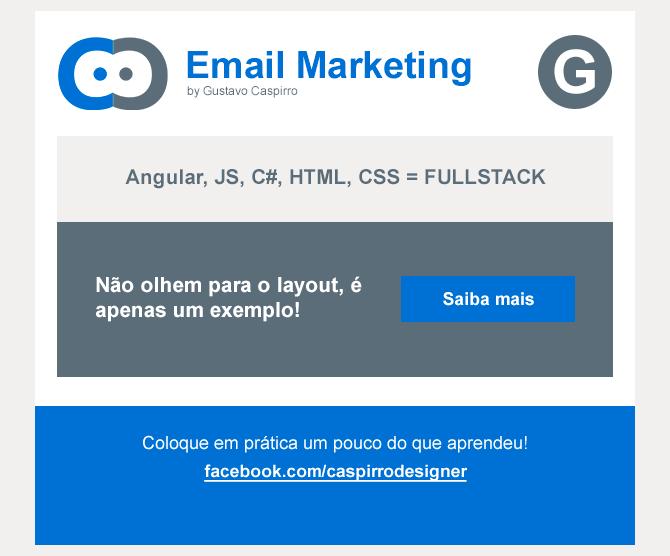 Email Marketing
by Gustavo Caspirro
G
Angular, JS, C#, HTML, CSS = FULLSTACK
Não olhem para o layout, é
apenas um exemplo!
Saiba mais
Coloque em prática um pouco do que aprendeu!
facebook.com/caspirrodesigner